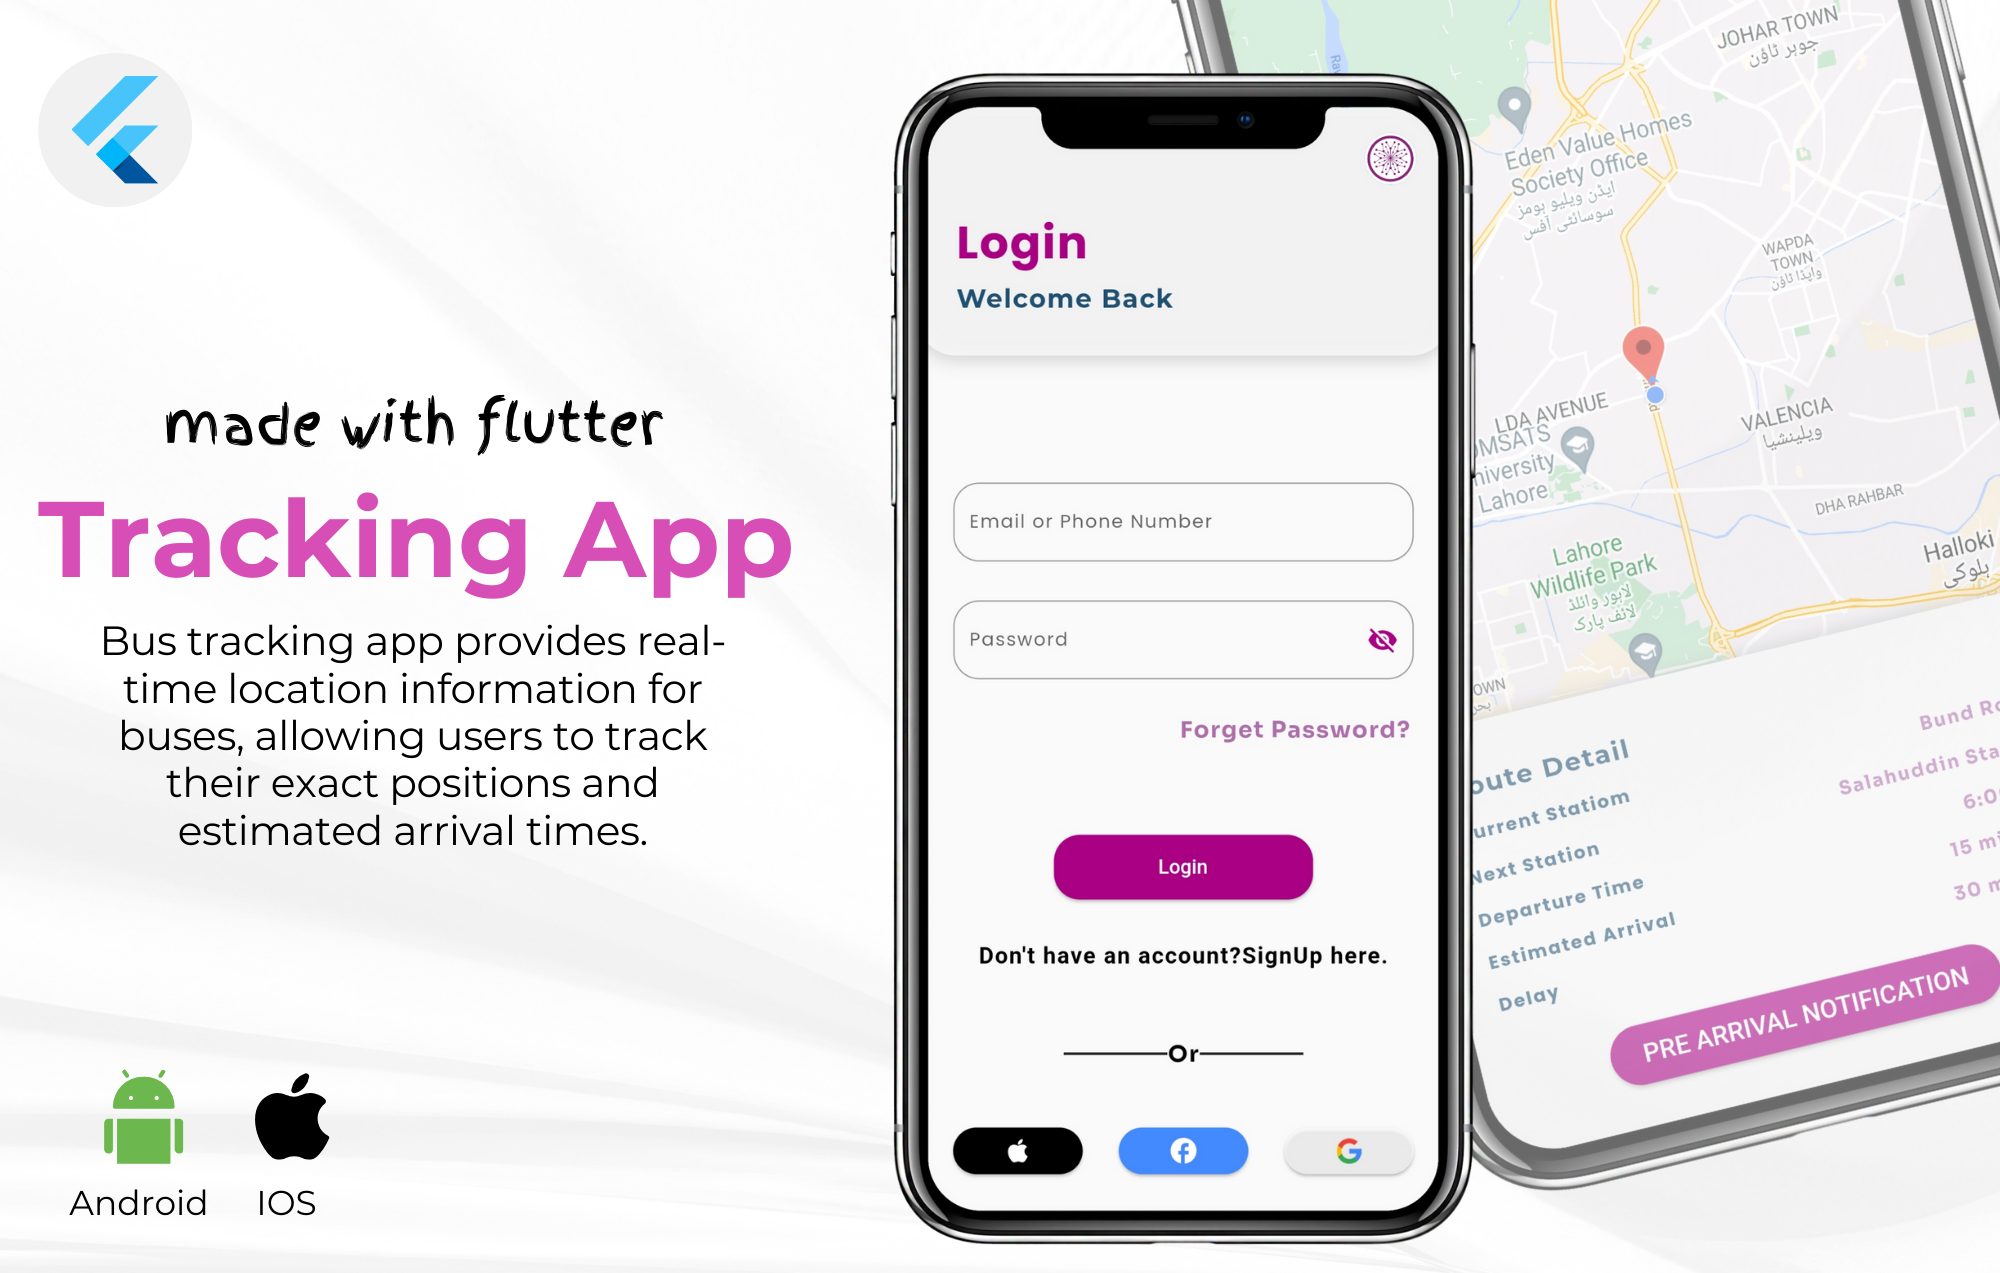 made with flutter
Tracking App
Bus tracking app provides real-
time location information for
buses, allowing users to track
their exact positions and
estimated arrival times.
Android
IOS
Login
Welcome Back
Email or Phone Number
Password
Forget Password?
Login
Don't have an account?SignUp here.
Or
JOHAR TOWN
جوہر ٹاؤن
Eden Value Homes
Society Office
ایڈن ویلیو ہومز
سوسائٹی آفس
WAPDA
TOWN
واپڈا ٹاؤن
LDA AVENUE
VALENCIA
ویلینشیا
OMSATS
niversity
Lahore
DHA RAHBAR
Lahore
Wildlife Park
لاہور وائلڈ
لائف پارک
Halloki
ہلوکی
OWN
oute Detail
Bund Ro
urrent Statiom
Salahuddin Sta
Next Station
6:0
Departure Time
15 mi
Estimated Arrival
30 m
Delay
PRE ARRIVAL NOTIFICATION